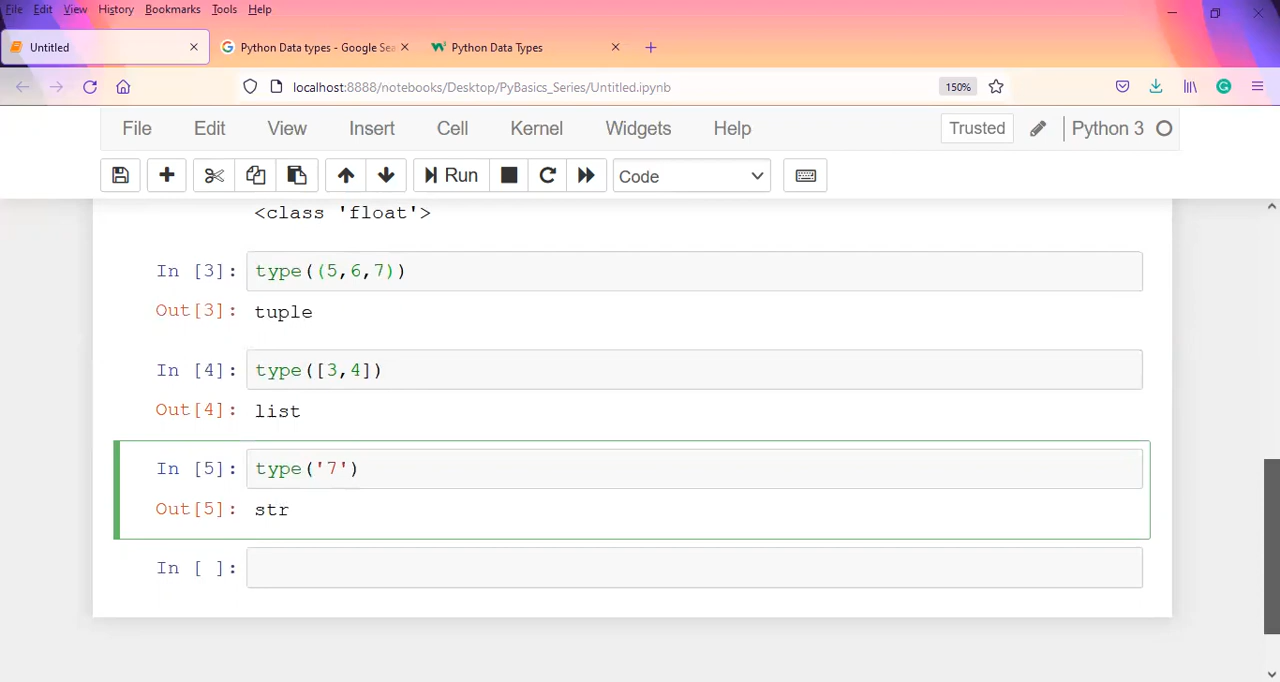 File Edit View History Bookmarks Tools Help
Untitled × Python Data types - Google Sea × Python Data Types × +
localhost:8888/notebooks/Desktop/PyBasics_Series/Untitled.ipynb 150%
File Edit View Insert Cell Kernel Widgets Help Trusted Python 3
Run Code
<class 'float'>
In [3]: type((5,6,7))
Out[3]: tuple
In [4]: type([3,4])
Out[4]: list
In [5]: type('7')
Out[5]: str
In [ ]: